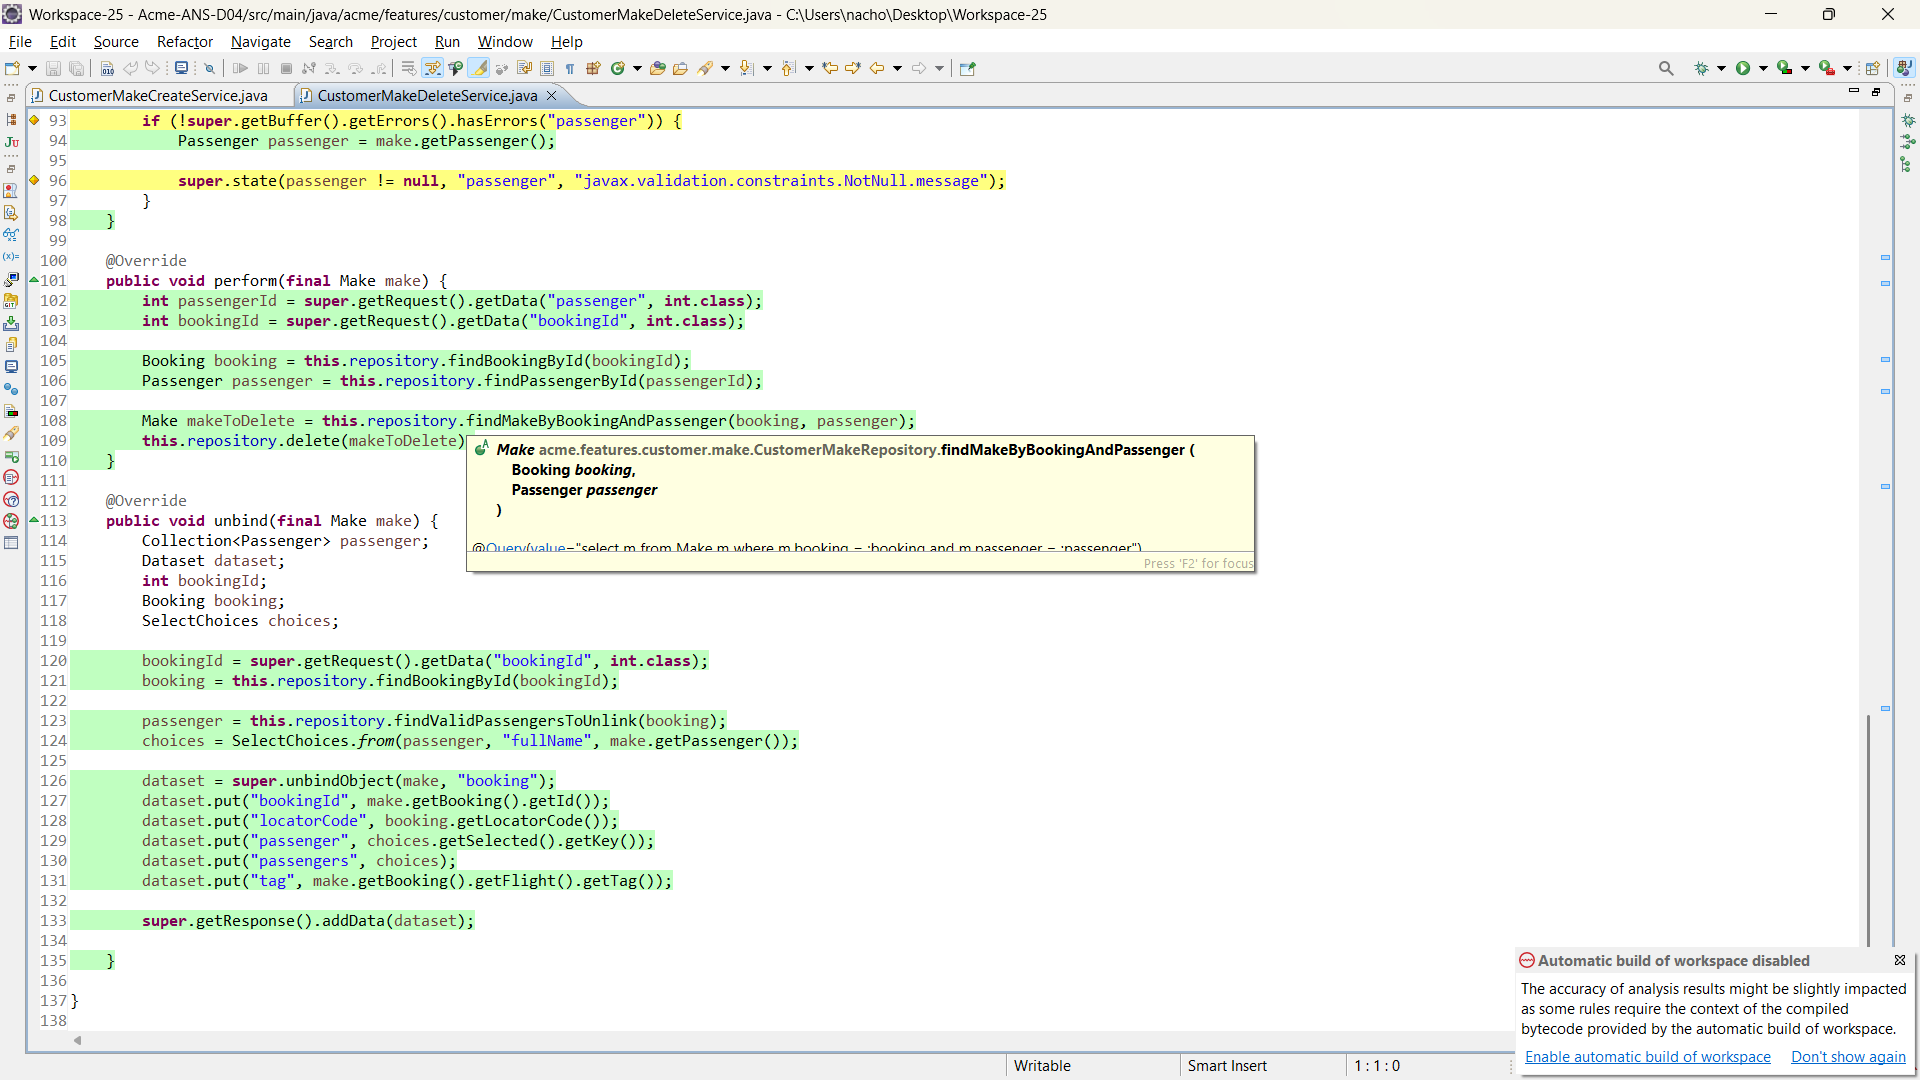 Workspace-25 - Acme-ANS-D04/src/main/java/acme/features/customer/make/CustomerMakeDeleteService.java - C:\Users\nacho\Desktop\Workspace-25
File Edit Source Refactor Navigate Search Project Run Window Help
CustomerMakeCreateService.java CustomerMakeDeleteService.java
93 if (!super.getBuffer().getErrors().hasErrors("passenger")) {
94 Passenger passenger = make.getPassenger();
95
96 super.state(passenger != null, "passenger", "javax.validation.constraints.NotNull.message");
97 }
98 }
99
100 @Override
101 public void perform(final Make make) {
102 int passengerId = super.getRequest().getData("passenger", int.class);
103 int bookingId = super.getRequest().getData("bookingId", int.class);
104
105 Booking booking = this.repository.findBookingById(bookingId);
106 Passenger passenger = this.repository.findPassengerById(passengerId);
107
108 Make makeToDelete = this.repository.findMakeByBookingAndPassenger(booking, passenger);
109 this.repository.delete(makeToDelete)
110 }
111
112 @Override
113 public void unbind(final Make make) {
114 Collection<Passenger> passenger;
115 Dataset dataset;
116 int bookingId;
117 Booking booking;
118 SelectChoices choices;
119
120 bookingId = super.getRequest().getData("bookingId", int.class);
121 booking = this.repository.findBookingById(bookingId);
122
123 passenger = this.repository.findValidPassengersToUnlink(booking);
124 choices = SelectChoices.from(passenger, "fullName", make.getPassenger());
125
126 dataset = super.unbindObject(make, "booking");
127 dataset.put("bookingId", make.getBooking().getId());
128 dataset.put("locatorCode", booking.getLocatorCode());
129 dataset.put("passenger", choices.getSelected().getKey());
130 dataset.put("passengers", choices);
131 dataset.put("tag", make.getBooking().getFlight().getTag());
132
133 super.getResponse().addData(dataset);
134
135 }
136
137 }
138
Make acme.features.customer.make.CustomerMakeRepository.findMakeByBookingAndPassenger (
Booking booking,
Passenger passenger
)
@Query(value="select m from Make m where m.booking = :booking and m.passenger = :passenger")
Press 'F2' for focus
Automatic build of workspace disabled
The accuracy of analysis results might be slightly impacted
as some rules require the context of the compiled
bytecode provided by the automatic build of workspace.
Enable automatic build of workspace Don't show again
Writable Smart Insert 1 : 1 : 0